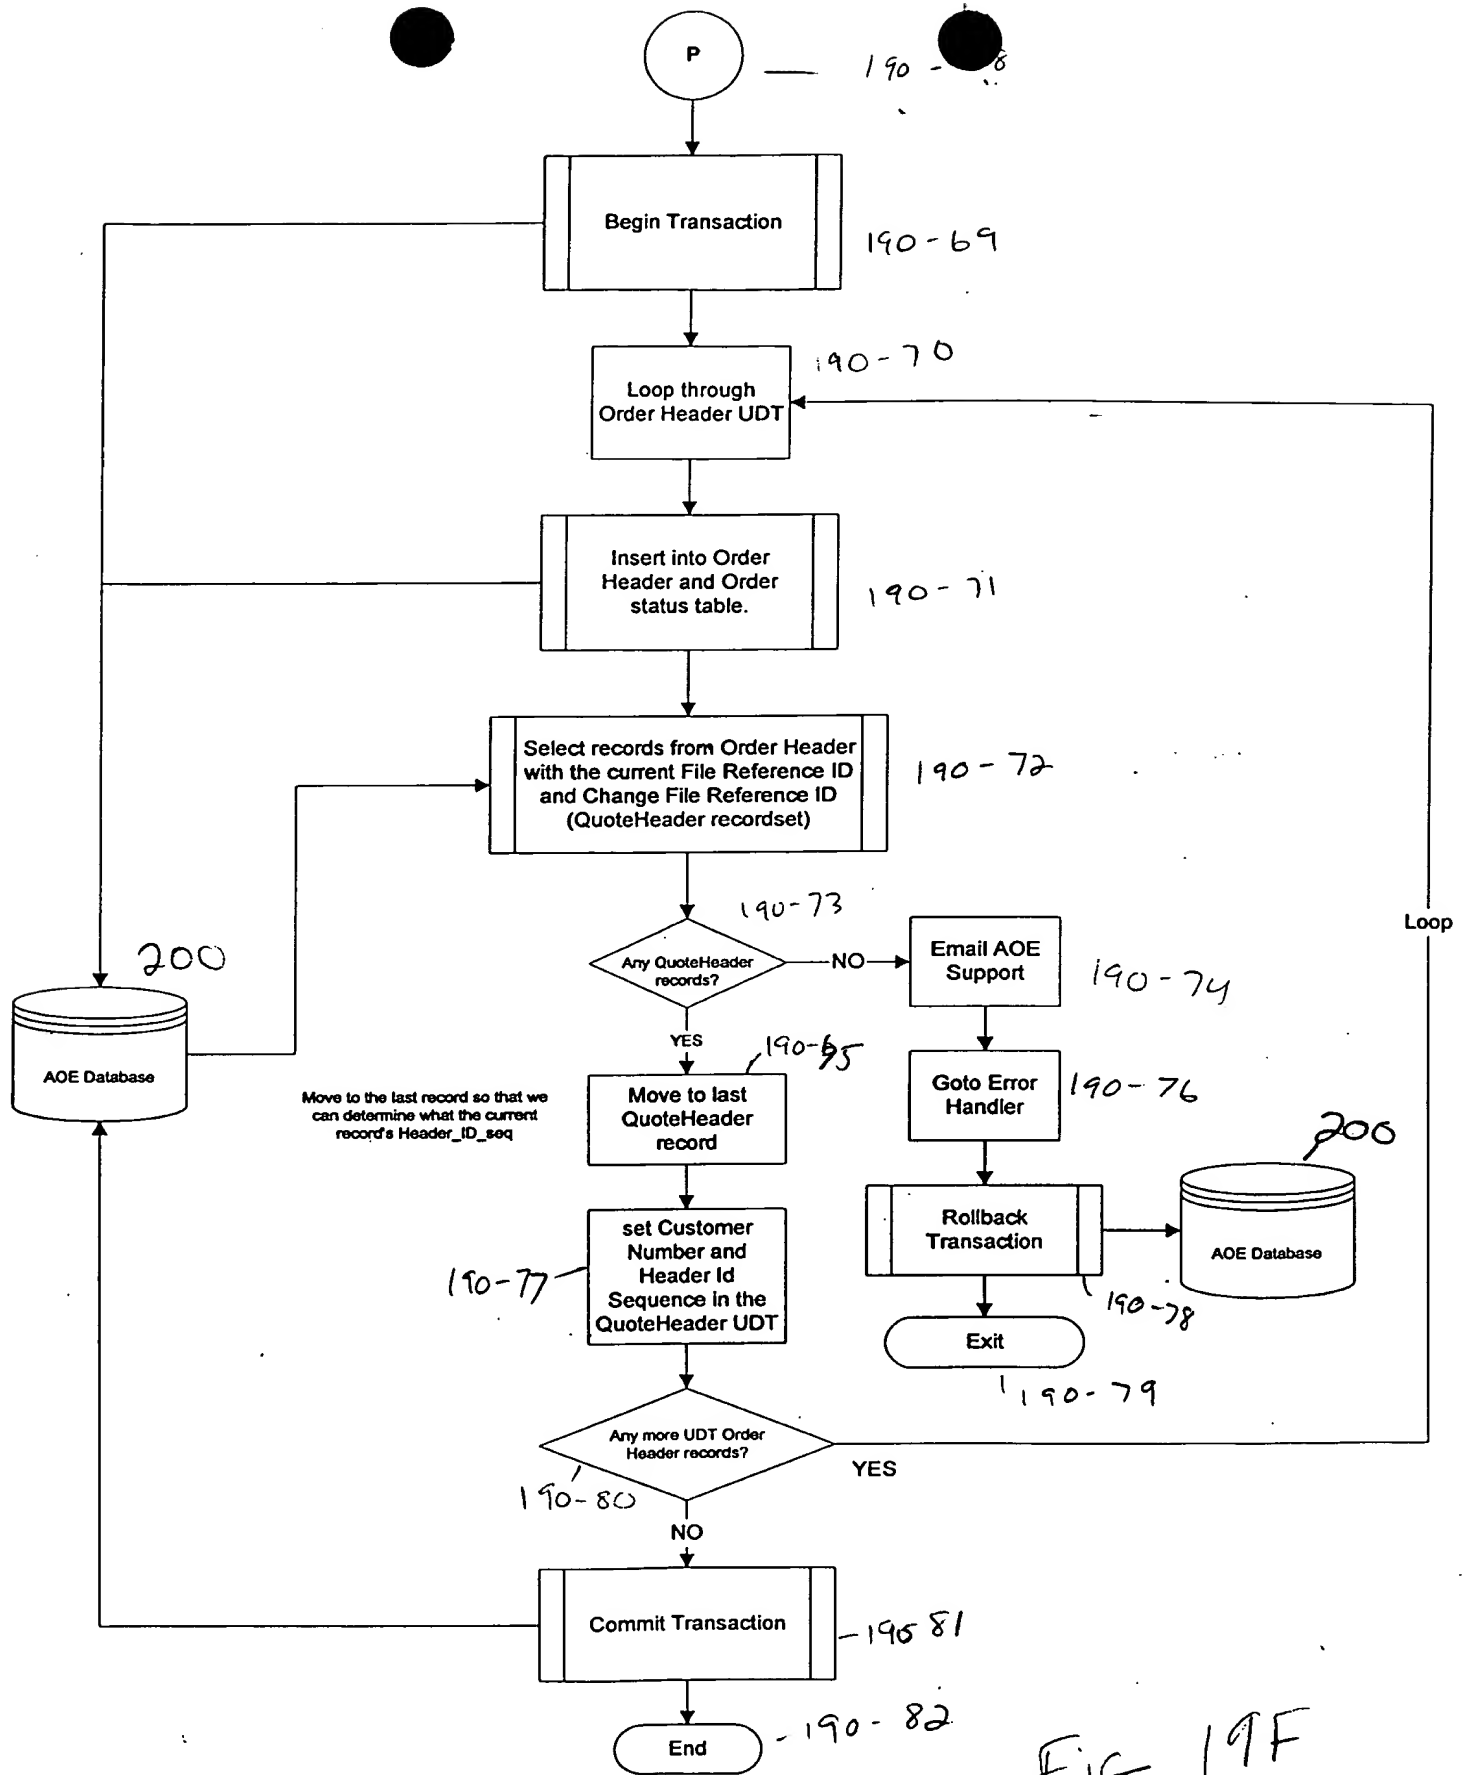 P
190 - 8
Begin Transaction
190-69
Loop through
Order Header UDT
190-70
Insert into Order
Header and Order
status table.
190-71
Select records from Order Header
with the current File Reference ID
and Change File Reference ID
(QuoteHeader recordset)
190-72
190-73
Any QuoteHeader
records?
NO
Email AOE
Support
190-74
Loop
200
AOE Database
YES
Move to the last record so that we
can determine what the current
record's Header_ID_seq
Move to last
QuoteHeader
record
Goto Error
Handler
190-76
200
set Customer
Number and
Header Id
Sequence in the
QuoteHeader UDT
190-77
Rollback
Transaction
AOE Database
190-78
Exit
190-79
Any more UDT Order
Header records?
YES
190-80
NO
Commit Transaction
190 81
End
190-82
Fig 19F